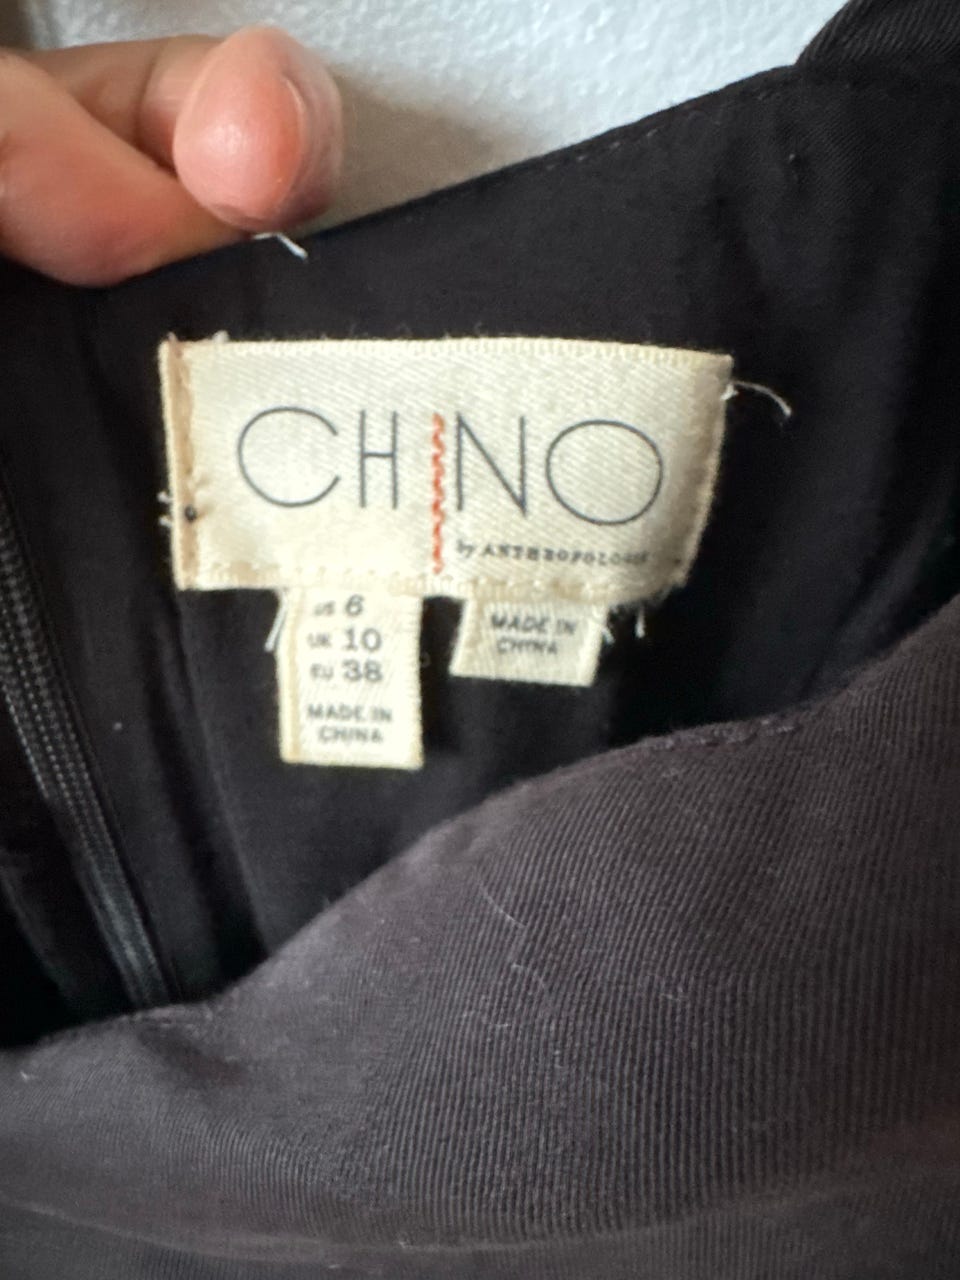 CHINO
by ANTHROPOLOGIE
US 6
UK 10
EU 38
MADE IN
CHINA
MADE IN
CHINA